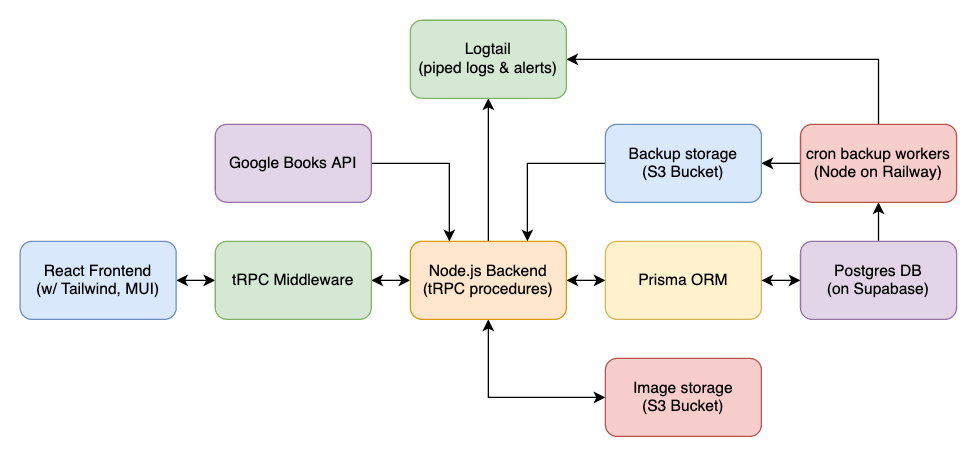 Logtail
(piped logs & alerts)
Google Books API
Backup storage
(S3 Bucket)
cron backup workers
(Node on Railway)
React Frontend
(w/ Tailwind, MUI)
tRPC Middleware
Node.js Backend
(tRPC procedures)
Prisma ORM
Postgres DB
(on Supabase)
Image storage
(S3 Bucket)